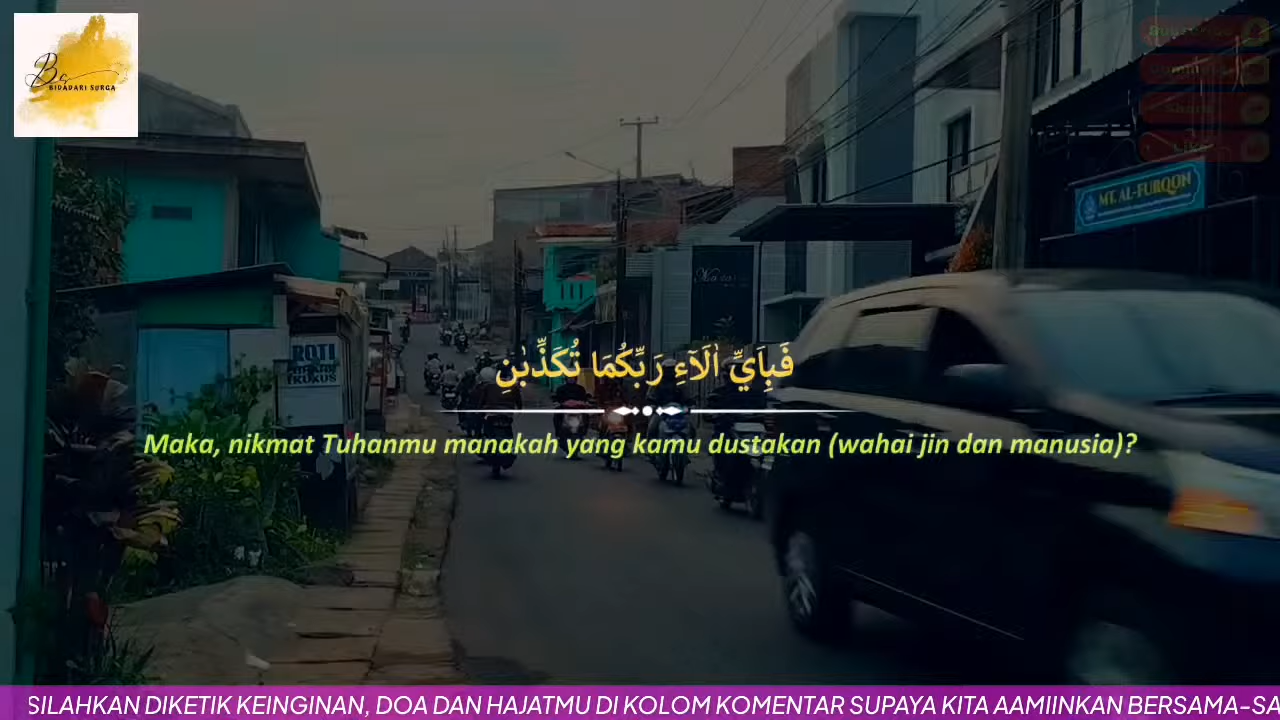 Bs
BIDADARI SURGA
MT. AL-FURQON
ROTI
فَبِاَيِّ اٰلَاۤءِ رَبِّكُمَا تُكَذِّبٰنِ
Maka, nikmat Tuhanmu manakah yang kamu dustakan (wahai jin dan manusia)?
SILAHKAN DIKETIK KEINGINAN, DOA DAN HAJATMU DI KOLOM KOMENTAR SUPAYA KITA AAMIINKAN BERSAMA-SA